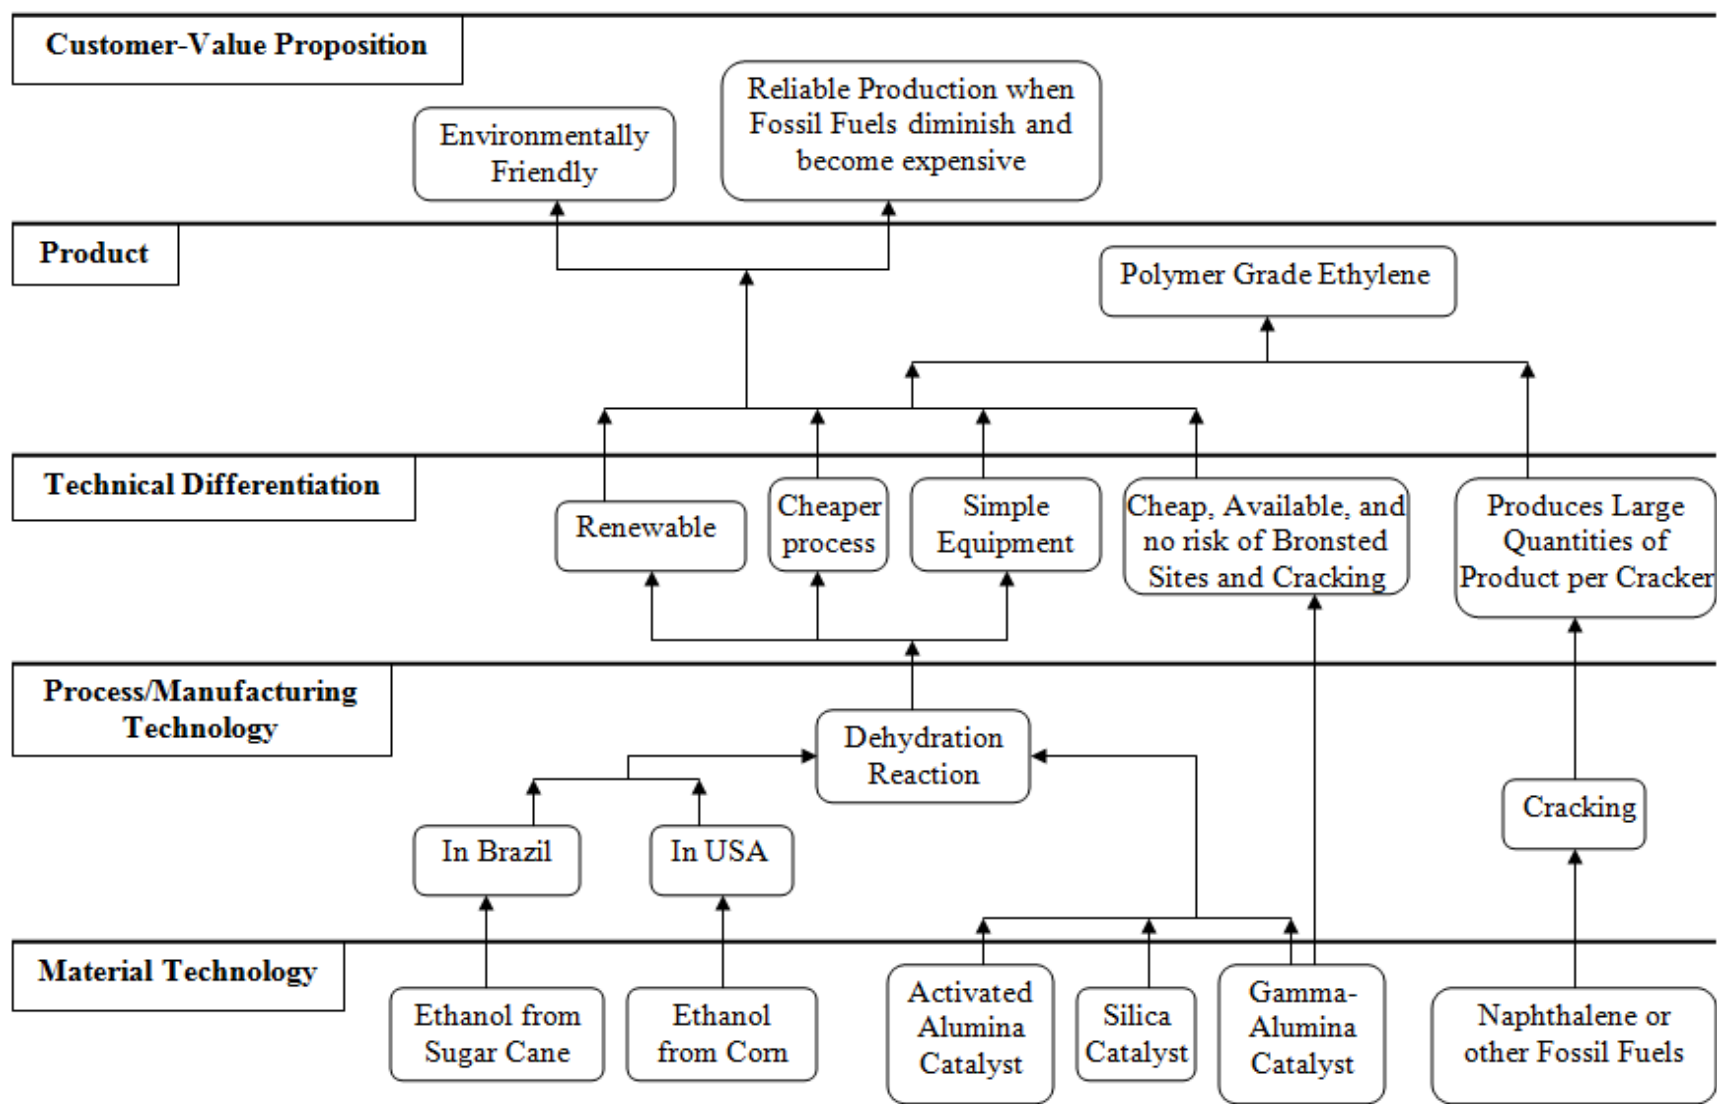 Customer-Value Proposition
Environmentally
Friendly
Reliable Production when
Fossil Fuels diminish and
become expensive
Product
Polymer Grade Ethylene
Technical Differentiation
Renewable
Cheaper
process
Simple
Equipment
Cheap, Available, and
no risk of Bronsted
Sites and Cracking
Produces Large
Quantities of
Product per Cracker
Process/Manufacturing
Technology
Dehydration
Reaction
In Brazil
In USA
Cracking
Material Technology
Ethanol from
Sugar Cane
Ethanol
from Corn
Activated
Alumina
Catalyst
Silica
Catalyst
Gamma-
Alumina
Catalyst
Naphthalene or
other Fossil Fuels